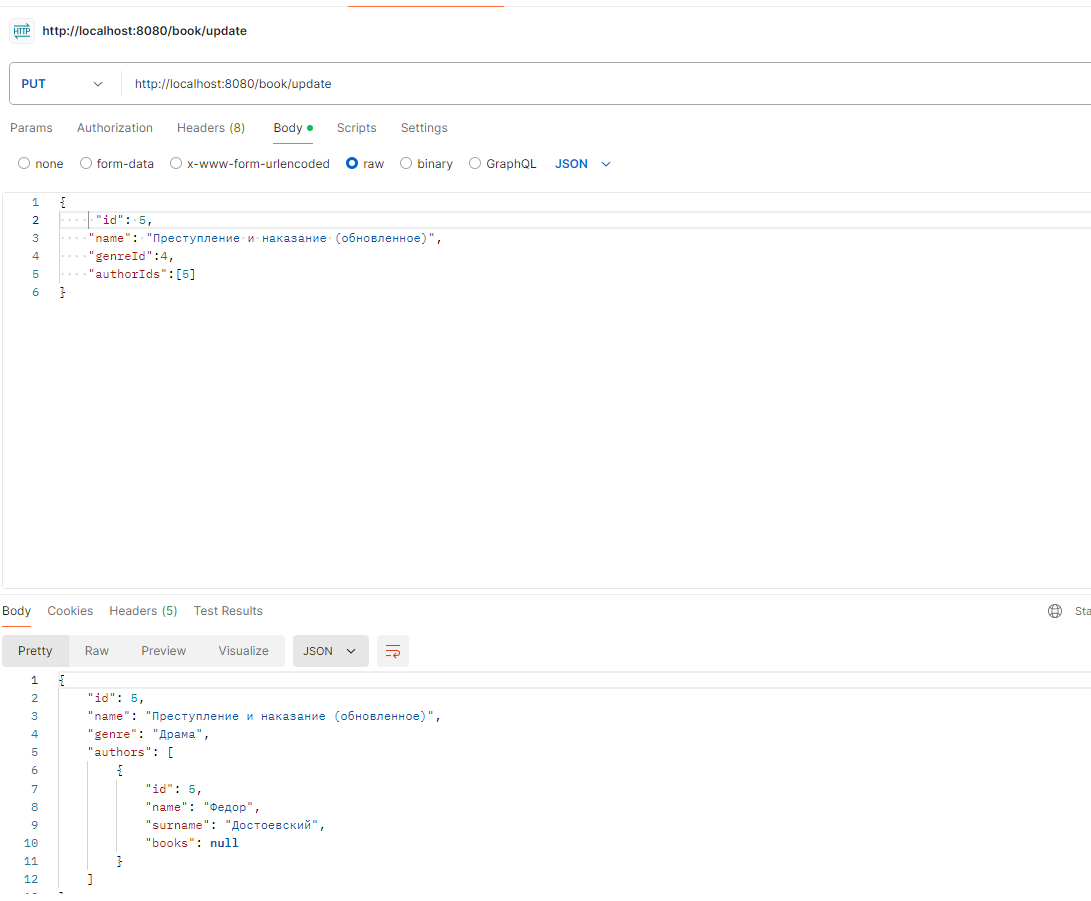 HTTP http://localhost:8080/book/update
PUT http://localhost:8080/book/update
Params Authorization Headers (8) Body Scripts Settings
none form-data x-www-form-urlencoded raw binary GraphQL JSON
1 {
2 "id": 5,
3 "name": "Преступление и наказание (обновленное)",
4 "genreId":4,
5 "authorIds":[5]
6 }
Body Cookies Headers (5) Test Results Sta
Pretty Raw Preview Visualize JSON
1 {
2 "id": 5,
3 "name": "Преступление и наказание (обновленное)",
4 "genre": "Драма",
5 "authors": [
6 {
7 "id": 5,
8 "name": "Федор",
9 "surname": "Достоевский",
10 "books": null
11 }
12 ]